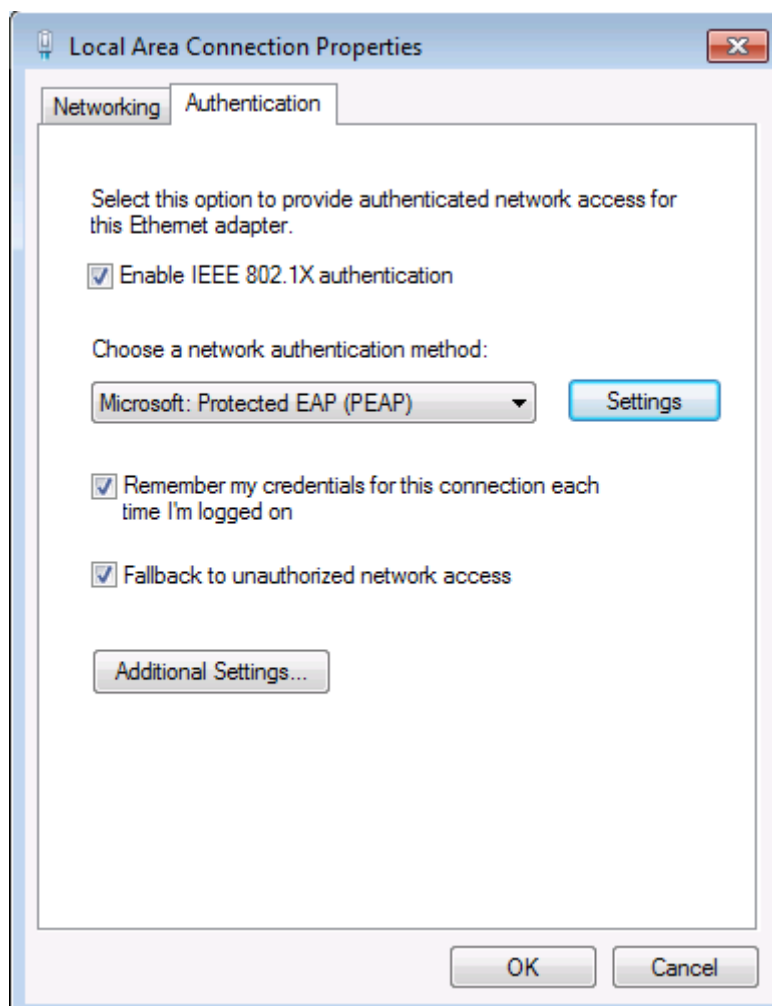 Local Area Connection Properties
Networking
Authentication
Select this option to provide authenticated network access for
this Ethernet adapter.
Enable IEEE 802.1X authentication
Choose a network authentication method:
Microsoft: Protected EAP (PEAP)
Settings
Remember my credentials for this connection each
time I'm logged on
Fallback to unauthorized network access
Additional Settings...
OK
Cancel